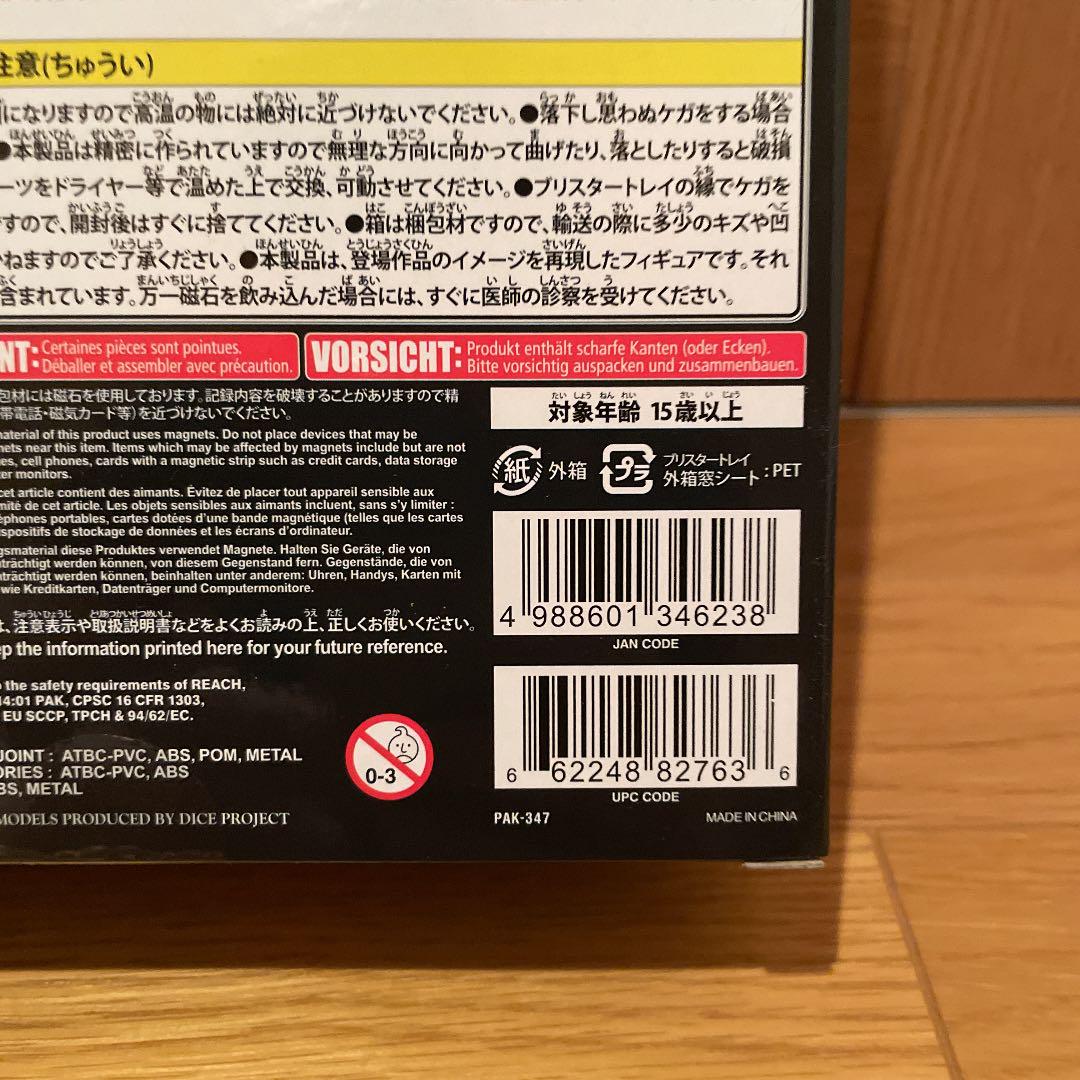 注意(ちゅうい)
になりますので高温の物には絶対に近づけないでください。●落下し思わぬケガをする場合
●本製品は精密に作られていますので無理な方向に向かって曲げたり、落としたりすると破損
ーツをドライヤー等で温めた上で交換、可動させてください。●ブリスタートレイの縁でケガを
ですので、開封後はすぐに捨ててください。●箱は梱包材ですので、輸送の際に多少のキズや凹
かねますのでご了承ください。●本製品は、登場作品のイメージを再現したフィギュアです。それ
含まれています。万一磁石を飲み込んだ場合には、すぐに医師の診察を受けてください。
NT: Certaines pièces sont pointues.
Déballer et assembler avec précaution.
VORSICHT: Produkt enthält scharfe Kanten (oder Ecken).
Bitte vorsichtig auspacken und zusammenbauen.
包材には磁石を使用しております。記録内容を破壊することがありますので精
帯電話・磁気カード等)を近づけないでください。
material of this product uses magnets. Do not place devices that may be
nets near this item. Items which may be affected by magnets include but are not
es, cell phones, cards with a magnetic strip such as credit cards, data storage
er monitors.
cet article contient des aimants. Évitez de placer tout appareil sensible aux
mité de cet article. Les objets sensibles aux aimants incluent, sans s'y limiter :
éphones portables, cartes dotées d'une bande magnétique (telles que les cartes
spositifs de stockage de données et les écrans d'ordinateur.
gsmaterial diese Produktes verwendet Magnete. Halten Sie Geräte, die von
nträchtigt werden können, von diesem Gegenstand fern. Gegenstände, die von
nträchtigt werden können, beinhalten unter anderem: Uhren, Handys, Karten mit
wie Kreditkarten, Datenträger und Computermonitore.
は、注意表示や取扱説明書などをよくお読みの上、正しくお使いください。
ep the information printed here for your future reference.
o the safety requirements of REACH,
14:01 PAK, CPSC 16 CFR 1303,
EU SCCP, TPCH & 94/62/EC.
JOINT : ATBC-PVC, ABS, POM, METAL
ORIES : ATBC-PVC, ABS
BS, METAL
MODELS PRODUCED BY DICE PROJECT
0-3
対象年齢 15歳以上
紙 外箱
プラ ブリスタートレイ
外箱窓シート :PET
4 988601 346238
JAN CODE
6 62248 82763 6
UPC CODE
PAK-347
MADE IN CHINA